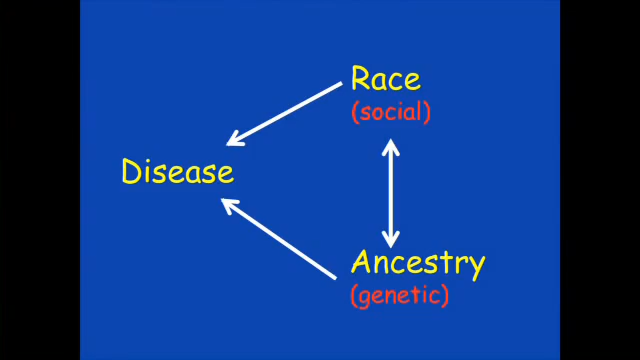 Race
(social)
Disease
Ancestry
(genetic)